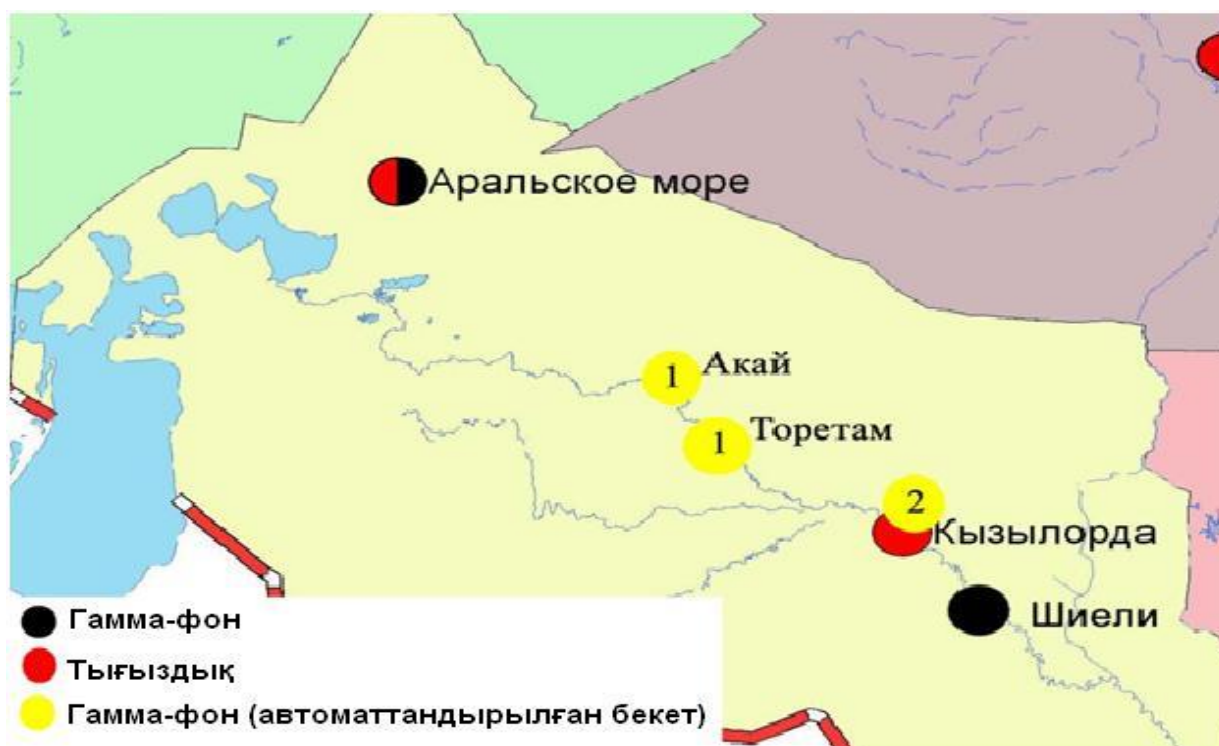 Аральское море
1 Акай
1 Торетам
2
Кызылорда
Шиели
Гамма-фон
Тығыздық
Гамма-фон (автоматтандырылған бекет)